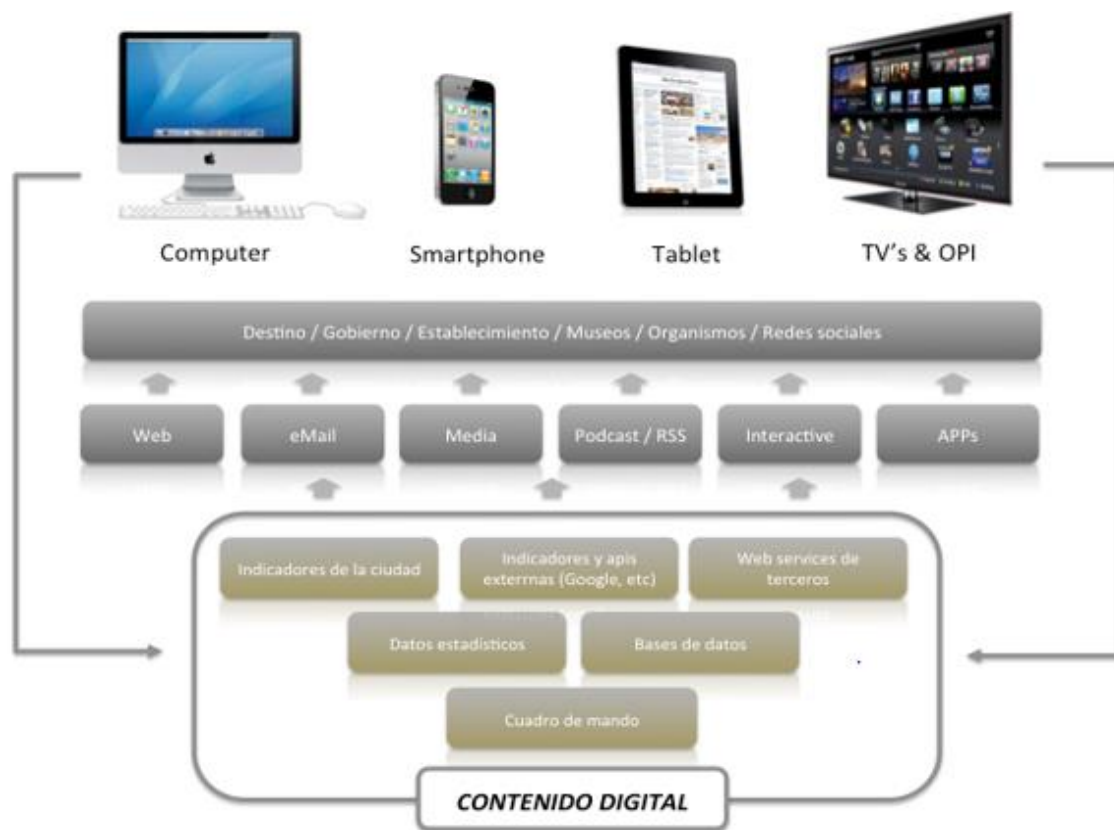 Computer
Smartphone
Tablet
TV's & OPI
Destino / Gobierno / Establecimiento / Museos / Organismos / Redes sociales
Web
eMail
Media
Podcast / RSS
Interactive
APPs
Indicadores de la ciudad
Indicadores y apis
extermas (Google, etc)
Web services de
terceros
Datos estadísticos
Bases de datos
Cuadro de mando
CONTENIDO DIGITAL